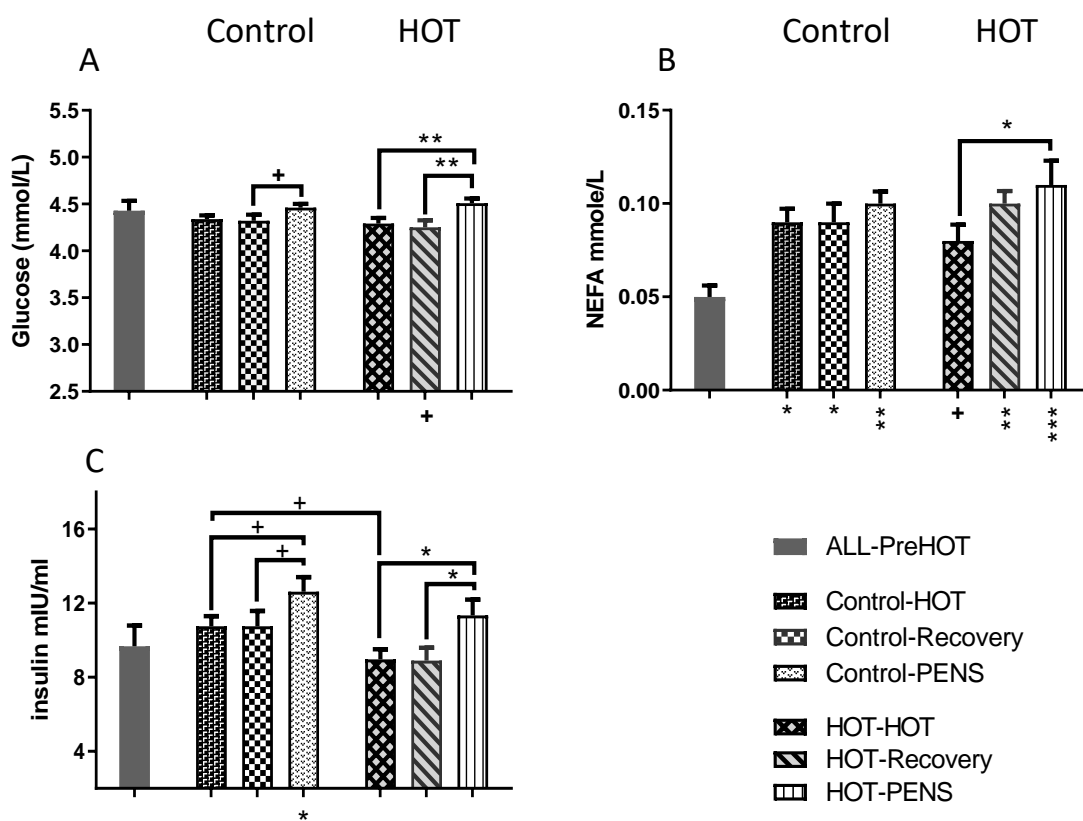 Control HOT
A
Glucose (mmol/L)
5.5
5.0
4.5
4.0
3.5
3.0
2.5
+
**
**
+
Control HOT
B
NEFA mmole/L
0.15
0.10
0.05
0.00
*
*
*
**
+
**
***
C
insulin mIU/ml
16
12
8
4
+
+
+
*
*
*
ALL-PreHOT
Control-HOT
Control-Recovery
Control-PENS
HOT-HOT
HOT-Recovery
HOT-PENS